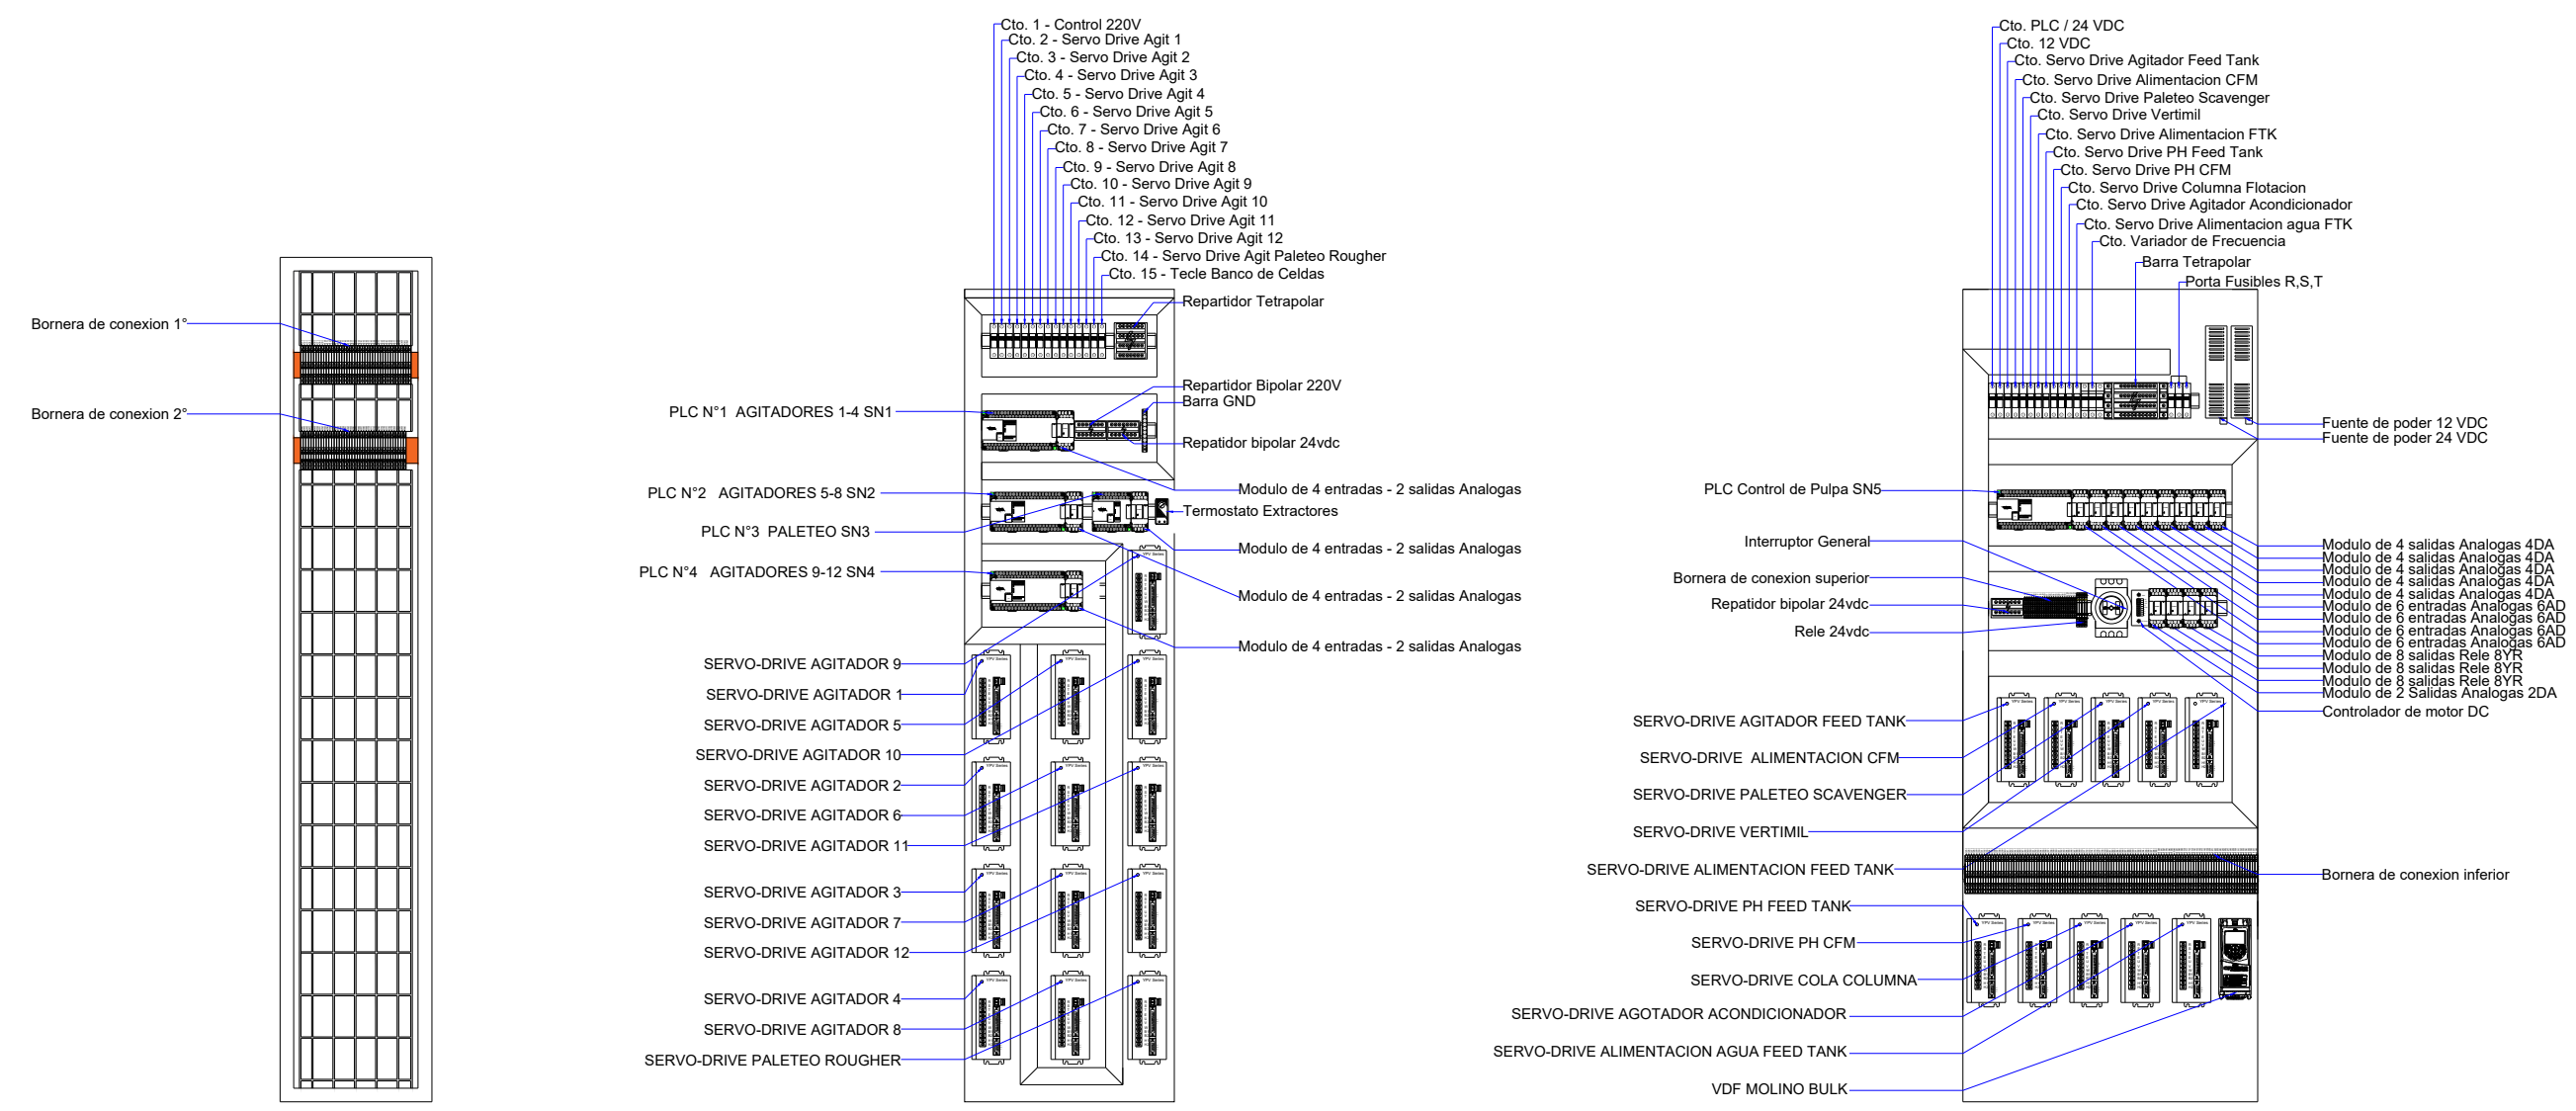 Bornera de conexion 1°
Bornera de conexion 2°
Cto. 1 - Control 220V
Cto. 2 - Servo Drive Agit 1
Cto. 3 - Servo Drive Agit 2
Cto. 4 - Servo Drive Agit 3
Cto. 5 - Servo Drive Agit 4
Cto. 6 - Servo Drive Agit 5
Cto. 7 - Servo Drive Agit 6
Cto. 8 - Servo Drive Agit 7
Cto. 9 - Servo Drive Agit 8
Cto. 10 - Servo Drive Agit 9
Cto. 11 - Servo Drive Agit 10
Cto. 12 - Servo Drive Agit 11
Cto. 13 - Servo Drive Agit 12
Cto. 14 - Servo Drive Agit Paleteo Rougher
Cto. 15 - Tecle Banco de Celdas
Repartidor Tetrapolar
Repartidor Bipolar 220V
Barra GND
Repatidor bipolar 24vdc
Modulo de 4 entradas - 2 salidas Analogas
Termostato Extractores
Modulo de 4 entradas - 2 salidas Analogas
Modulo de 4 entradas - 2 salidas Analogas
Modulo de 4 entradas - 2 salidas Analogas
PLC N°1 AGITADORES 1-4 SN1
PLC N°2 AGITADORES 5-8 SN2
PLC N°3 PALETEO SN3
PLC N°4 AGITADORES 9-12 SN4
SERVO-DRIVE AGITADOR 9
SERVO-DRIVE AGITADOR 1
SERVO-DRIVE AGITADOR 5
SERVO-DRIVE AGITADOR 10
SERVO-DRIVE AGITADOR 2
SERVO-DRIVE AGITADOR 6
SERVO-DRIVE AGITADOR 11
SERVO-DRIVE AGITADOR 3
SERVO-DRIVE AGITADOR 7
SERVO-DRIVE AGITADOR 12
SERVO-DRIVE AGITADOR 4
SERVO-DRIVE AGITADOR 8
SERVO-DRIVE PALETEO ROUGHER
Cto. PLC / 24 VDC
Cto. 12 VDC
Cto. Servo Drive Agitador Feed Tank
Cto. Servo Drive Alimentacion CFM
Cto. Servo Drive Paleteo Scavenger
Cto. Servo Drive Vertimil
Cto. Servo Drive Alimentacion FTK
Cto. Servo Drive PH Feed Tank
Cto. Servo Drive PH CFM
Cto. Servo Drive Columna Flotacion
Cto. Servo Drive Agitador Acondicionador
Cto. Servo Drive Alimentacion agua FTK
Cto. Variador de Frecuencia
Barra Tetrapolar
Porta Fusibles R,S,T
Fuente de poder 12 VDC
Fuente de poder 24 VDC
PLC Control de Pulpa SN5
Interruptor General
Bornera de conexion superior
Repatidor bipolar 24vdc
Rele 24vdc
Modulo de 4 salidas Analogas 4DA
Modulo de 4 salidas Analogas 4DA
Modulo de 4 salidas Analogas 4DA
Modulo de 4 salidas Analogas 4DA
Modulo de 4 salidas Analogas 4DA
Modulo de 6 entradas Analogas 6AD
Modulo de 6 entradas Analogas 6AD
Modulo de 6 entradas Analogas 6AD
Modulo de 6 entradas Analogas 6AD
Modulo de 8 salidas Rele 8YR
Modulo de 8 salidas Rele 8YR
Modulo de 8 salidas Rele 8YR
Modulo de 2 Salidas Analogas 2DA
Controlador de motor DC
SERVO-DRIVE AGITADOR FEED TANK
SERVO-DRIVE ALIMENTACION CFM
SERVO-DRIVE PALETEO SCAVENGER
SERVO-DRIVE VERTIMIL
SERVO-DRIVE ALIMENTACION FEED TANK
Bornera de conexion inferior
SERVO-DRIVE PH FEED TANK
SERVO-DRIVE PH CFM
SERVO-DRIVE COLA COLUMNA
SERVO-DRIVE AGOTADOR ACONDICIONADOR
SERVO-DRIVE ALIMENTACION AGUA FEED TANK
VDF MOLINO BULK